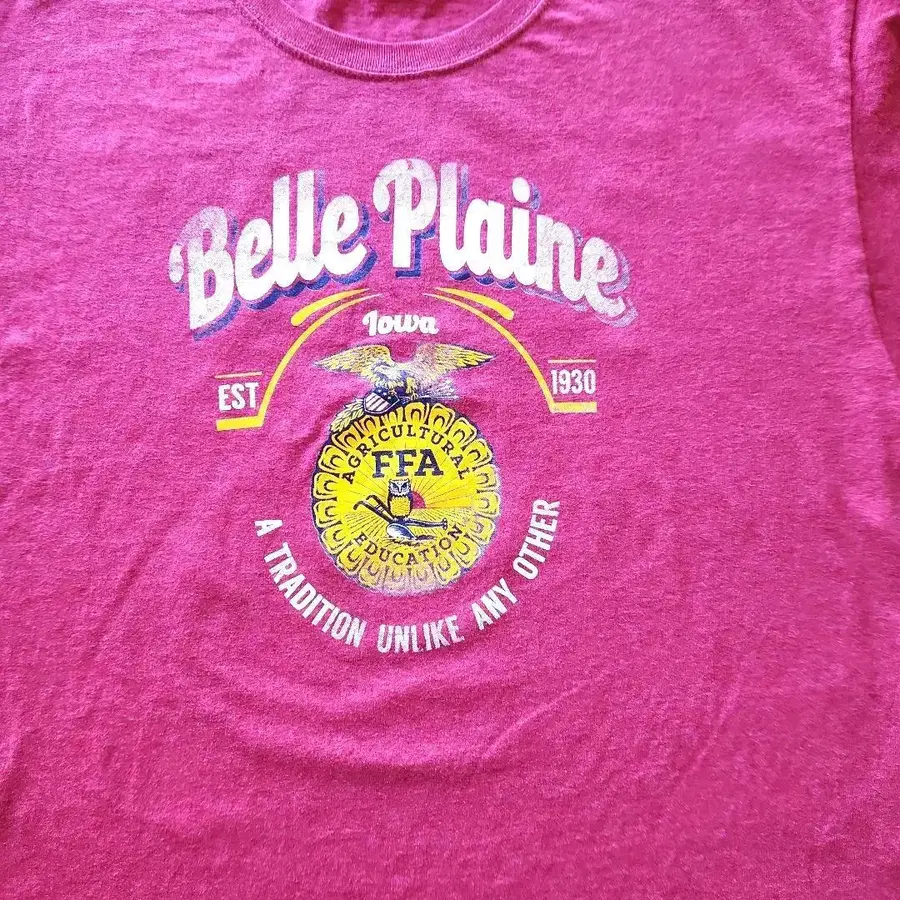 Belle Plaine
Iowa
EST 1930
AGRICULTURAL
FFA
EDUCATION
A TRADITION UNLIKE ANY OTHER